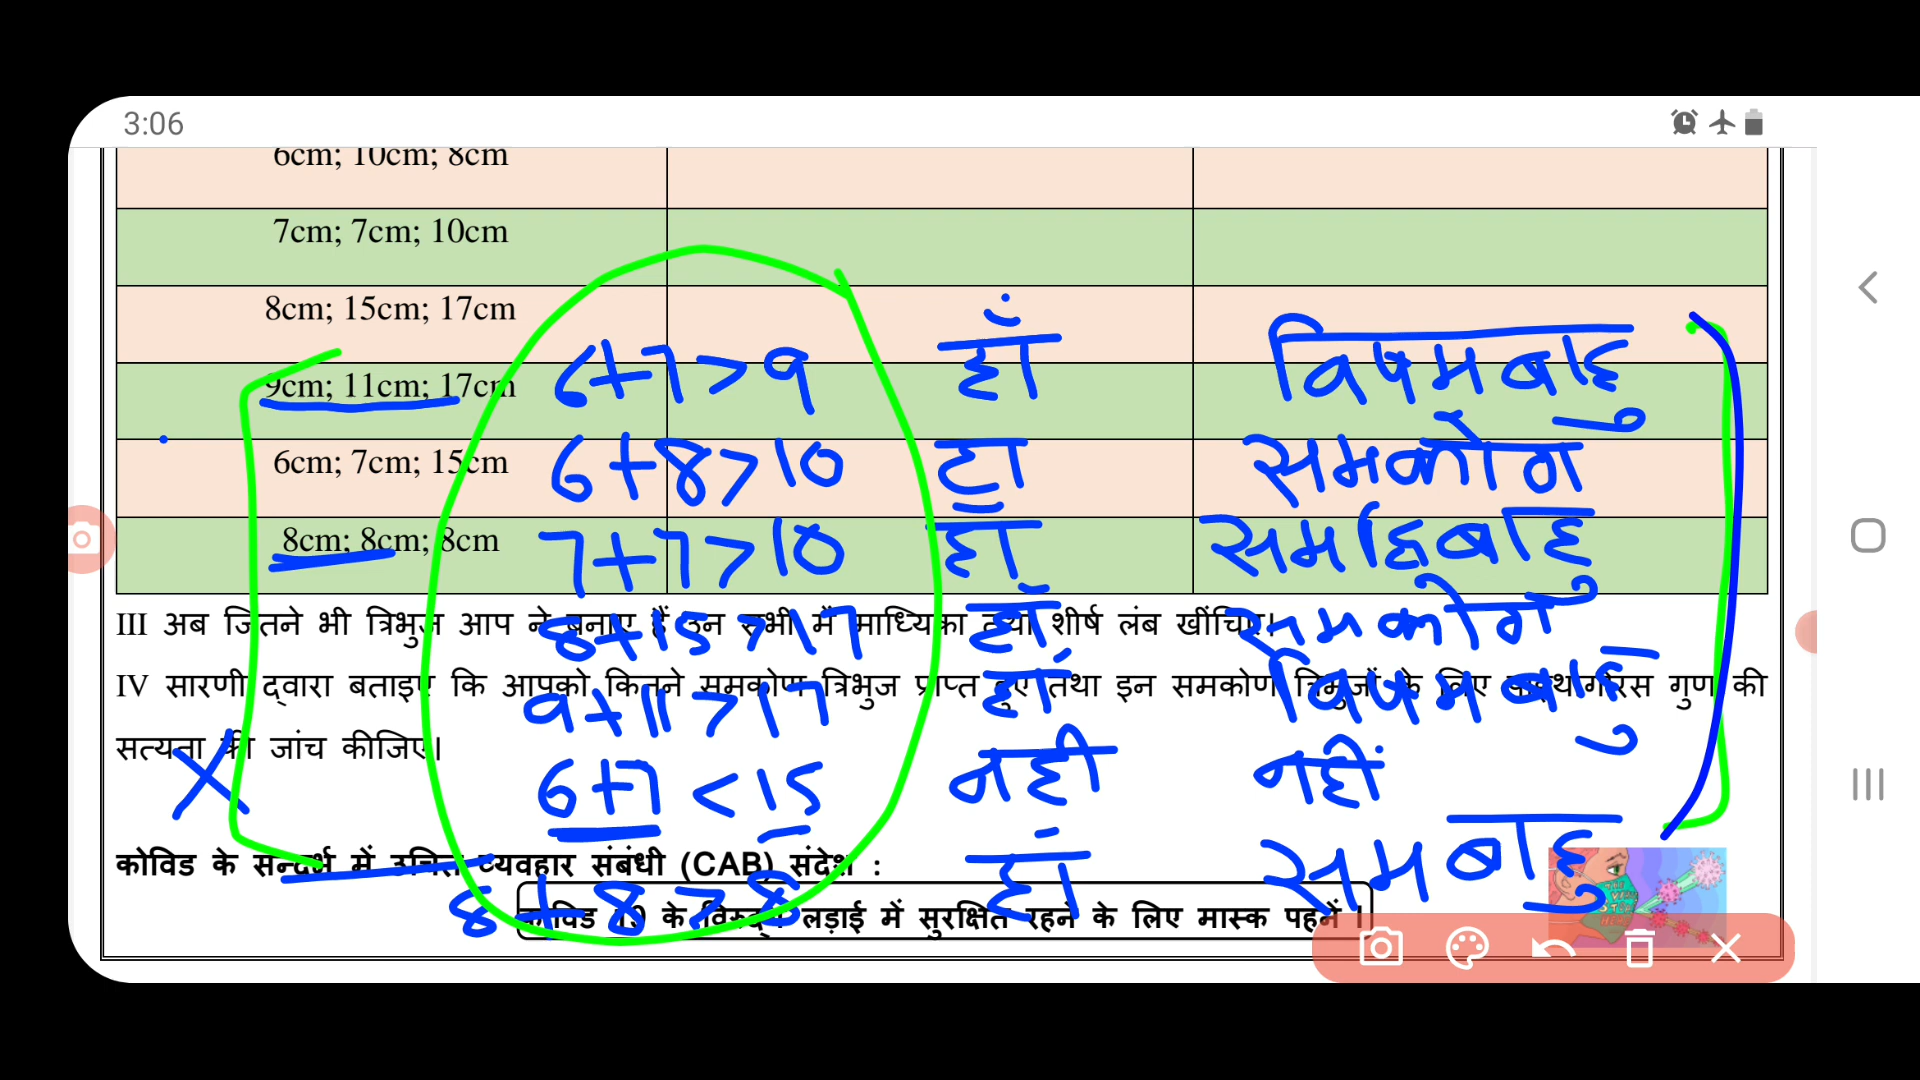 3:06
6cm; 10cm; 8cm
7cm; 7cm; 10cm
8cm; 15cm; 17cm
9cm; 11cm; 17cm
6+7>9 हाँ विषमबाहु
6cm; 7cm; 15cm
6+8>10 हा समकोण
8cm; 8cm; 8cm
7+7>10 हाँ समद्विबाहु
III अब जितने भी त्रिभुज आप ने बनाए हैं उन सभी में माध्यिका तथा शीर्ष लंब खींचिए।
8+15>17 हाँ समकोण
IV सारणी द्वारा बताइए कि आपको कितने समकोण त्रिभुज प्राप्त हुए तथा इन समकोण त्रिभुजों के लिए पाइथागोरस गुण की
9+11>17 हां विषमबाहु
सत्यता की जांच कीजिए।
6+7<15 नही नहीं
कोविड के सन्दर्भ में उचित व्यवहार संबंधी (CAB) संदेश :
8+8>8 हां समबाहु
कोविड 19 के विरुद्ध लड़ाई में सुरक्षित रहने के लिए मास्क पहनें ।